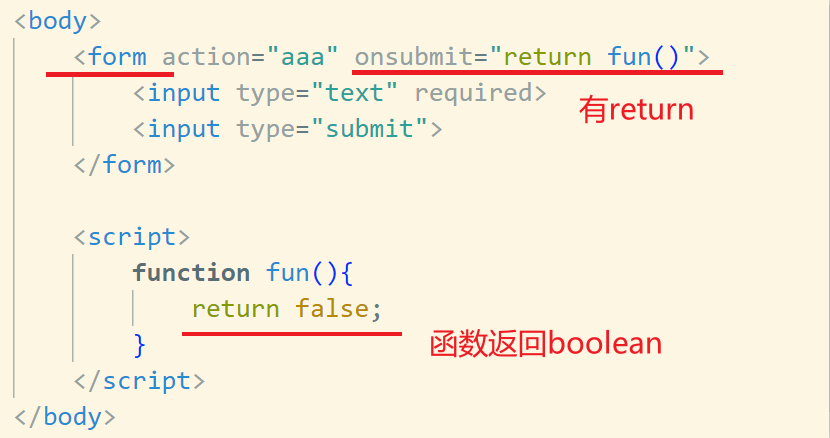 <body>
<form action="aaa" onsubmit="return fun()">
<input type="text" required>
有return
<input type="submit">
</form>
<script>
function fun(){
return false;
}
函数返回boolean
</script>
</body>